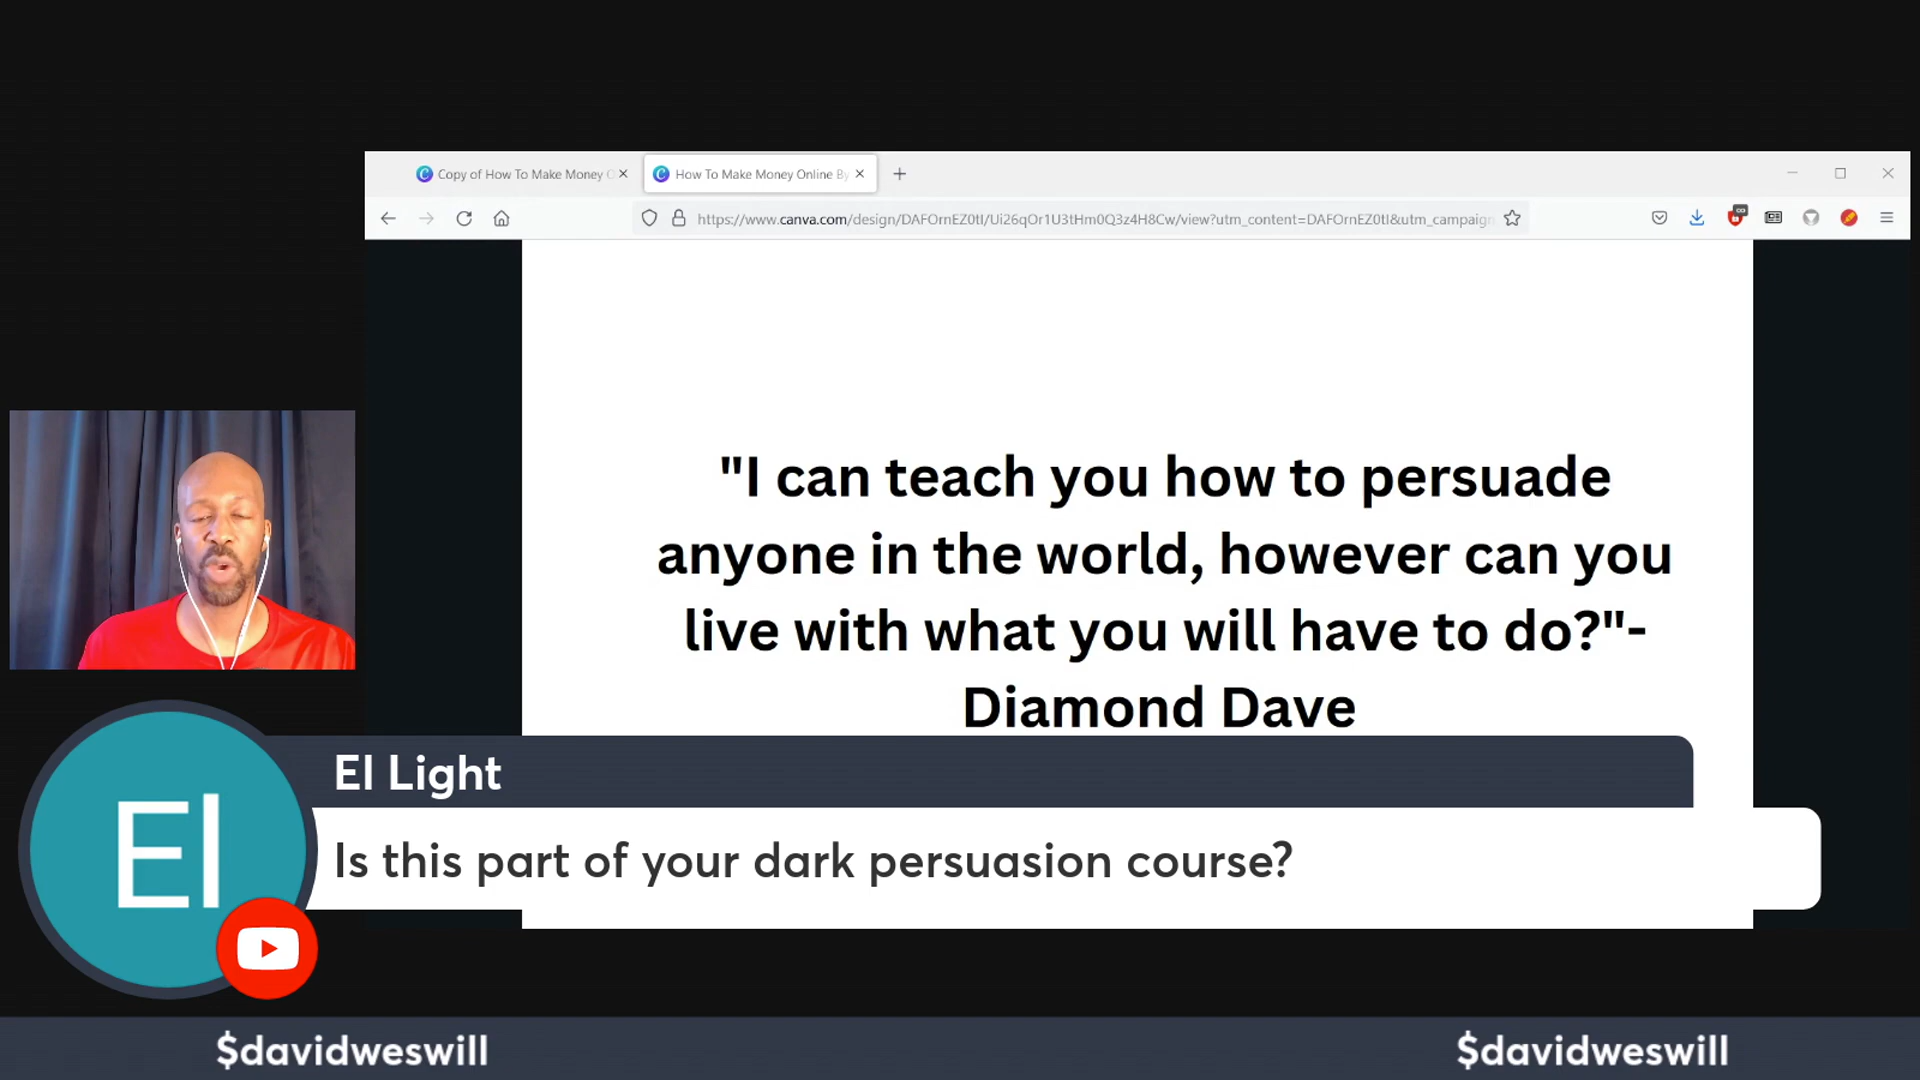 Copy of How To Make Money O
How To Make Money Online By
https://www.canva.com/design/DAFOrnEZ0tI/Ui26qOr1U3tHm0Q3z4H8Cw/view?utm_content=DAFOrnEZ0tI&utm_campaign
"I can teach you how to persuade
anyone in the world, however can you
live with what you will have to do?"-
Diamond Dave
El Light
El
Is this part of your dark persuasion course?
$davidweswill
$davidweswill